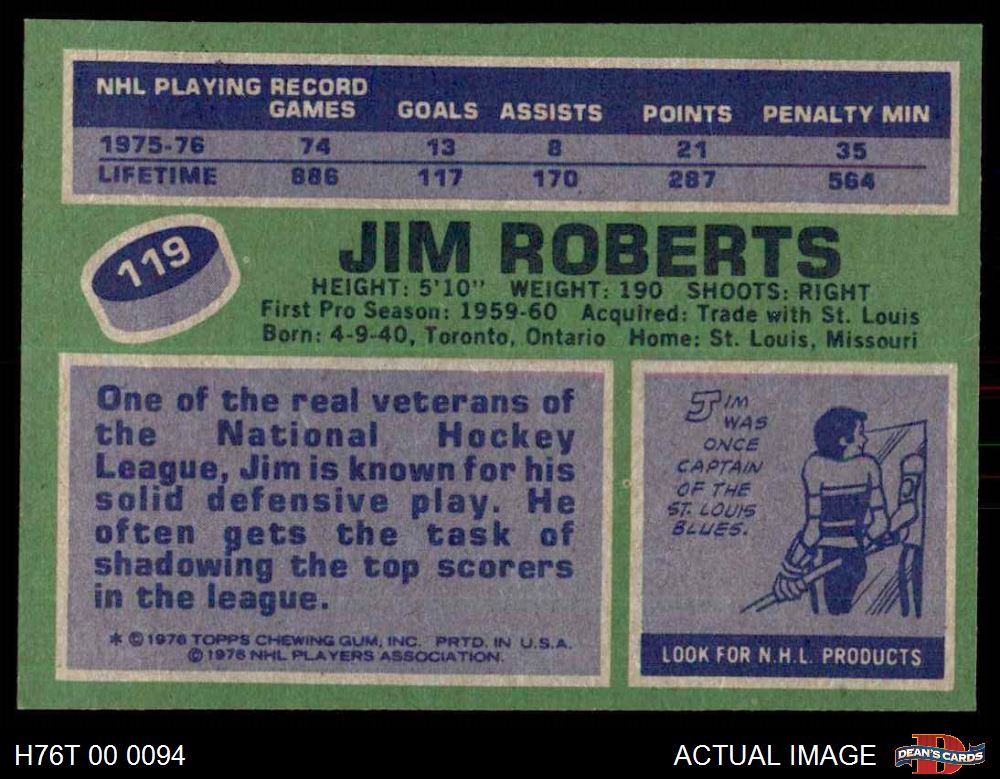 NHL PLAYING RECORD
GAMES GOALS ASSISTS POINTS PENALTY MIN
1975-76 74 13 8 21 35
LIFETIME 886 117 170 287 564
119
JIM ROBERTS
HEIGHT: 5'10" WEIGHT: 190 SHOOTS: RIGHT
First Pro Season: 1959-60 Acquired: Trade with St. Louis
Born: 4-9-40, Toronto, Ontario Home: St. Louis, Missouri
One of the real veterans of
the National Hockey
League, Jim is known for his
solid defensive play. He
often gets the task of
shadowing the top scorers
in the league.
* © 1976 TOPPS CHEWING GUM, INC. PRTD. IN U.S.A.
© 1976 NHL PLAYERS ASSOCIATION.
JIM
WAS
ONCE
CAPTAIN
OF THE
ST. LOUIS
BLUES.
LOOK FOR N.H.L. PRODUCTS
H76T 00 0094
ACTUAL IMAGE
D
DEAN'S CARDS